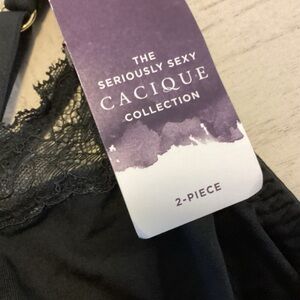 THE
SERIOUSLY SEXY
CACIQUE
COLLECTION
2-PIECE